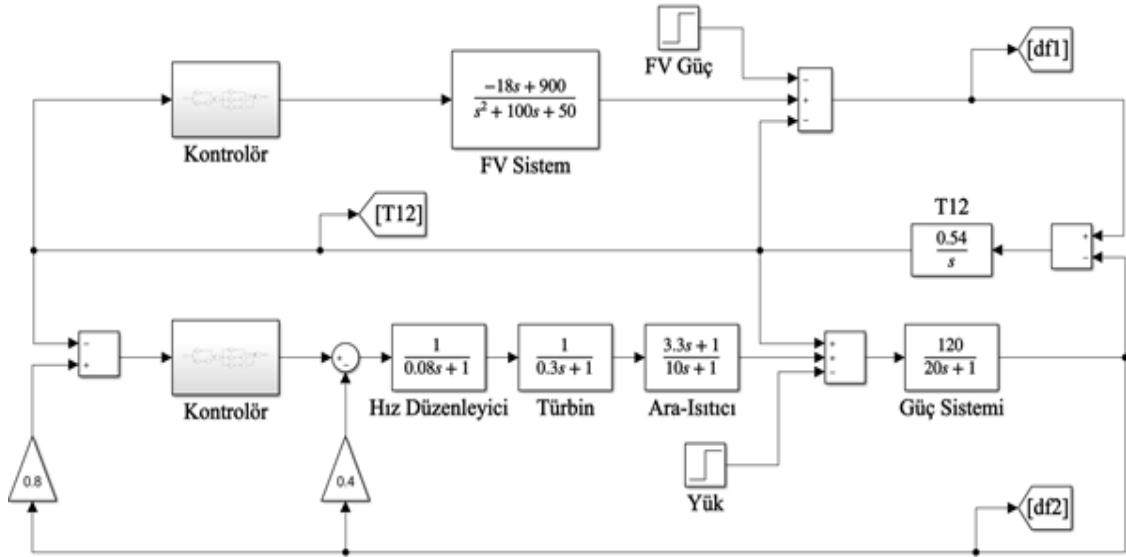 FV Güç
[df1]
−18s + 900
s² + 100s + 50
−
+
−
Kontrolör
FV Sistem
[T12]
T12
0.54
s
+
−
−
+
Kontrolör
+
−
1
0.08s + 1
Hız Düzenleyici
1
0.3s + 1
Türbin
3.3s + 1
10s + 1
Ara-Isıtıcı
+
+
−
120
20s + 1
Güç Sistemi
0.8
0.4
Yük
[df2]